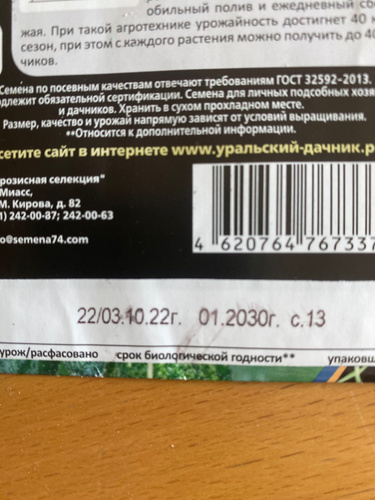 обильный полив и ежедневный сб
жая. При такой агротехнике урожайность достигнет 40 к
сезон, при этом с каждого растения можно получить до 40
чиков.
Семена по посевным качествам отвечают требованиям ГОСТ 32592-2013.
длежит обязательной сертификации. Семена для личных подсобных хозя
и дачников. Хранить в сухом прохладном месте.
Размер, качество и урожай напрямую зависят от условий выращивания.
**Относится к дополнительной информации.
сетите сайт в интернете www.уральский-дачник.р
розисная селекция"
Миасс,
М. Кирова, д. 82
1) 242-00-87; 242-00-63
o@semena74.com
4 620764 767337
22/03.10.22г. 01.2030г. с.13
урож/расфасовано срок биологической годности** упаковщ